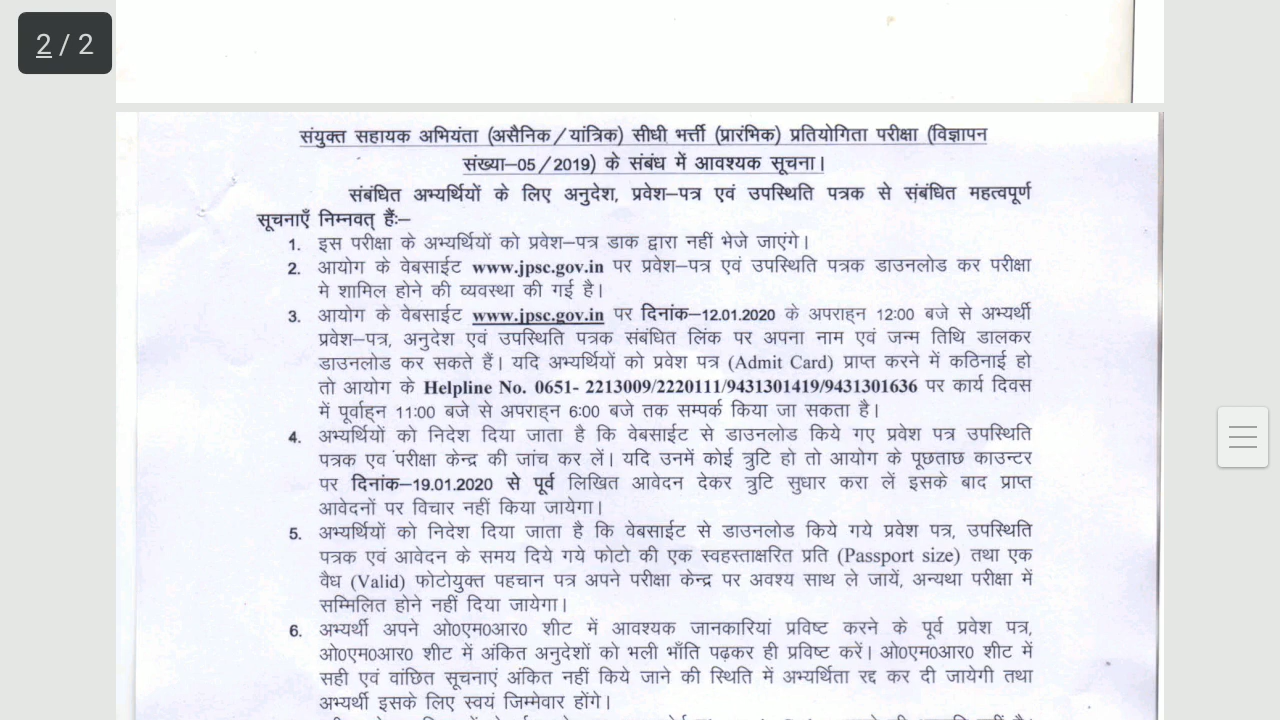 2 / 2
संयुक्त सहायक अभियंता (असैनिक/यांत्रिक) सीधी भर्त्ती (प्रारंभिक) प्रतियोगिता परीक्षा (विज्ञापन
संख्या–05/2019) के संबंध में आवश्यक सूचना।
संबंधित अभ्यर्थियों के लिए अनुदेश, प्रवेश–पत्र एवं उपस्थिति पत्रक से संबंधित महत्वपूर्ण
सूचनाएँ निम्नवत् हैंः–
1. इस परीक्षा के अभ्यर्थियों को प्रवेश–पत्र डाक द्वारा नहीं भेजे जाएंगे।
2. आयोग के वेबसाईट www.jpsc.gov.in पर प्रवेश–पत्र एवं उपस्थिति पत्रक डाउनलोड कर परीक्षा
मे शामिल होने की व्यवस्था की गई है।
3. आयोग के वेबसाईट www.jpsc.gov.in पर दिनांक–12.01.2020 के अपराह्न 12:00 बजे से अभ्यर्थी
प्रवेश–पत्र, अनुदेश एवं उपस्थिति पत्रक संबंधित लिंक पर अपना नाम एवं जन्म तिथि डालकर
डाउनलोड कर सकते हैं। यदि अभ्यर्थियों को प्रवेश पत्र (Admit Card) प्राप्त करने में कठिनाई हो
तो आयोग के Helpline No. 0651- 2213009/2220111/9431301419/9431301636 पर कार्य दिवस
में पूर्वाहन 11:00 बजे से अपराह्न 6:00 बजे तक सम्पर्क किया जा सकता है।
4. अभ्यर्थियों को निदेश दिया जाता है कि वेबसाईट से डाउनलोड किये गए प्रवेश पत्र उपस्थिति
पत्रक एव परीक्षा केन्द्र की जांच कर लें। यदि उनमें कोई त्रुटि हो तो आयोग के पूछताछ काउन्टर
पर दिनांक–19.01.2020 से पूर्व लिखित आवेदन देकर त्रुटि सुधार करा लें इसके बाद प्राप्त
आवेदनों पर विचार नहीं किया जायेगा।
5. अभ्यर्थियों को निदेश दिया जाता है कि वेबसाईट से डाउनलोड किये गये प्रवेश पत्र, उपस्थिति
पत्रक एवं आवेदन के समय दिये गये फोटो की एक स्वहस्ताक्षरित प्रति (Passport size) तथा एक
वैध (Valid) फोटोयुक्त पहचान पत्र अपने परीक्षा केन्द्र पर अवश्य साथ ले जायें, अन्यथा परीक्षा में
सम्मिलित होने नहीं दिया जायेगा।
6. अभ्यर्थी अपने ओ0एम0आर0 शीट में आवश्यक जानकारियां प्रविष्ट करने के पूर्व प्रवेश पत्र,
ओ0एम0आर0 शीट में अंकित अनुदेशों को भली भाँति पढ़कर ही प्रविष्ट करें। ओ0एम0आर0 शीट में
सही एवं वांछित सूचनाएं अंकित नहीं किये जाने की स्थिति में अभ्यर्थिता रद्द कर दी जायेगी तथा
अभ्यर्थी इसके लिए स्वयं जिम्मेवार होंगे।